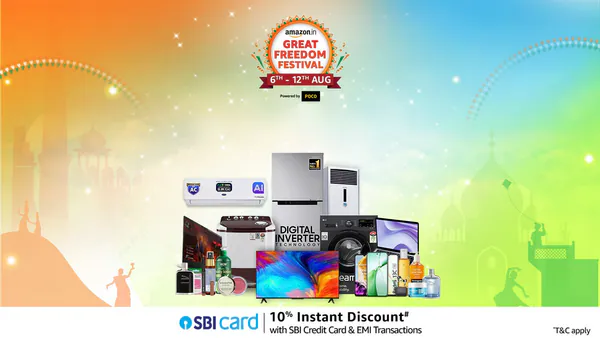 amazon.in
GREAT
FREEDOM
FESTIVAL
6TH - 12TH AUG
Powered by POCO
AI
AC
DIGITAL
INVERTER
TECHNOLOGY
SBI card
10% Instant Discount#
with SBI Credit Card & EMI Transactions
*T&C apply